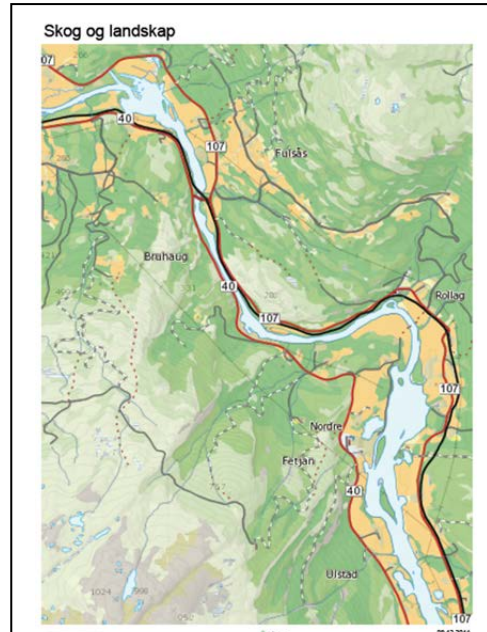 Skog og landskap
107
40
107
Fulsås
Bruhaug
40
107
Rollag
107
Nordre
Fetjan
40
Ulstad
1024
107